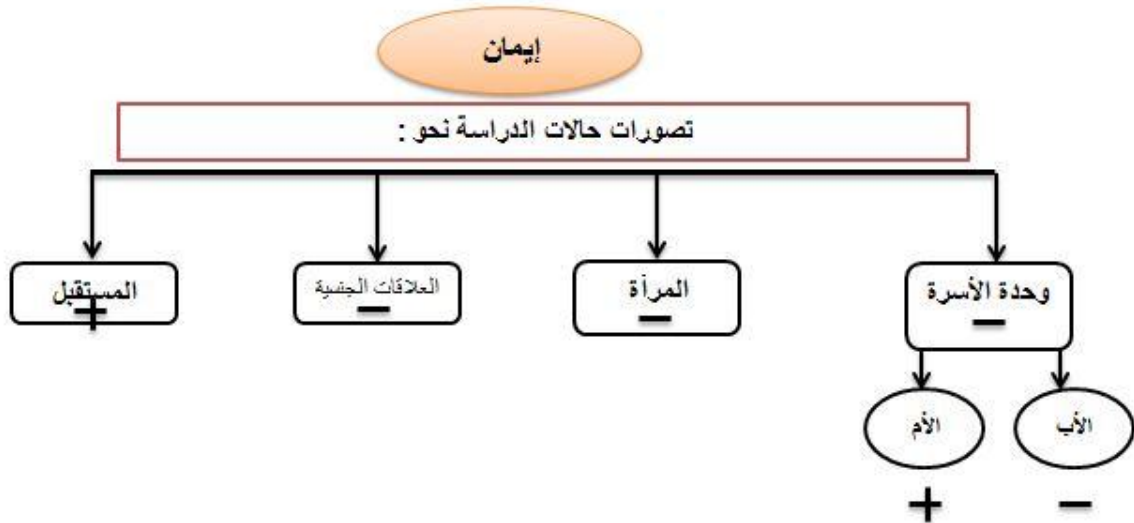 إيمان
تصورات حالات الدراسة نحو :
وحدة الأسرة
−
المرأة
−
العلاقات الجنسية
−
المستقبل
+
الأب
الأم
−
+